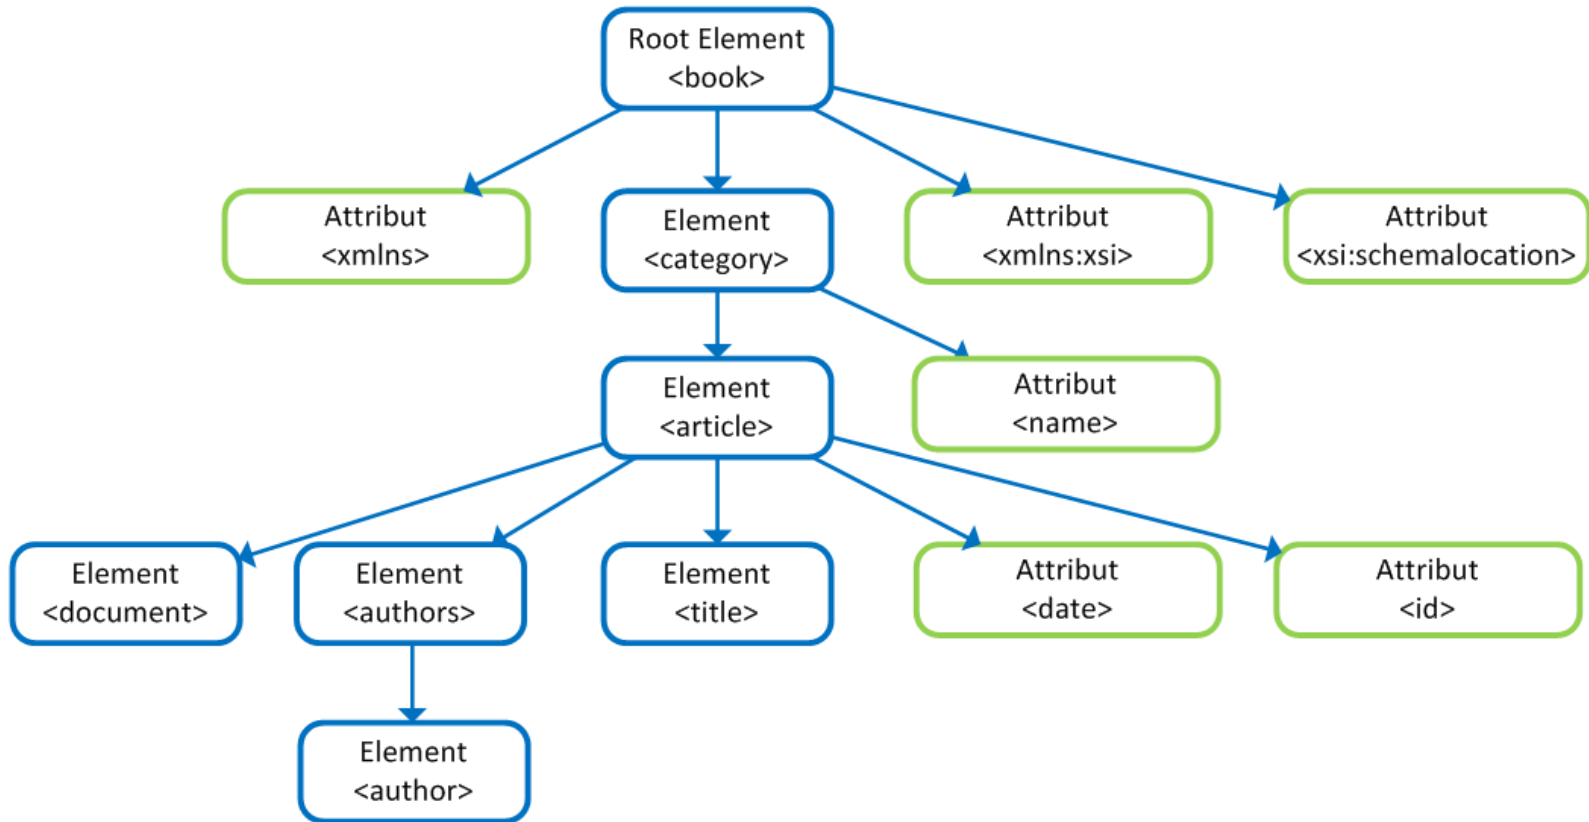 Root Element
<book>
Attribut
<xmlns>
Element
<category>
Attribut
<xmlns:xsi>
Attribut
<xsi:schemalocation>
Element
<article>
Attribut
<name>
Element
<document>
Element
<authors>
Element
<title>
Attribut
<date>
Attribut
<id>
Element
<author>